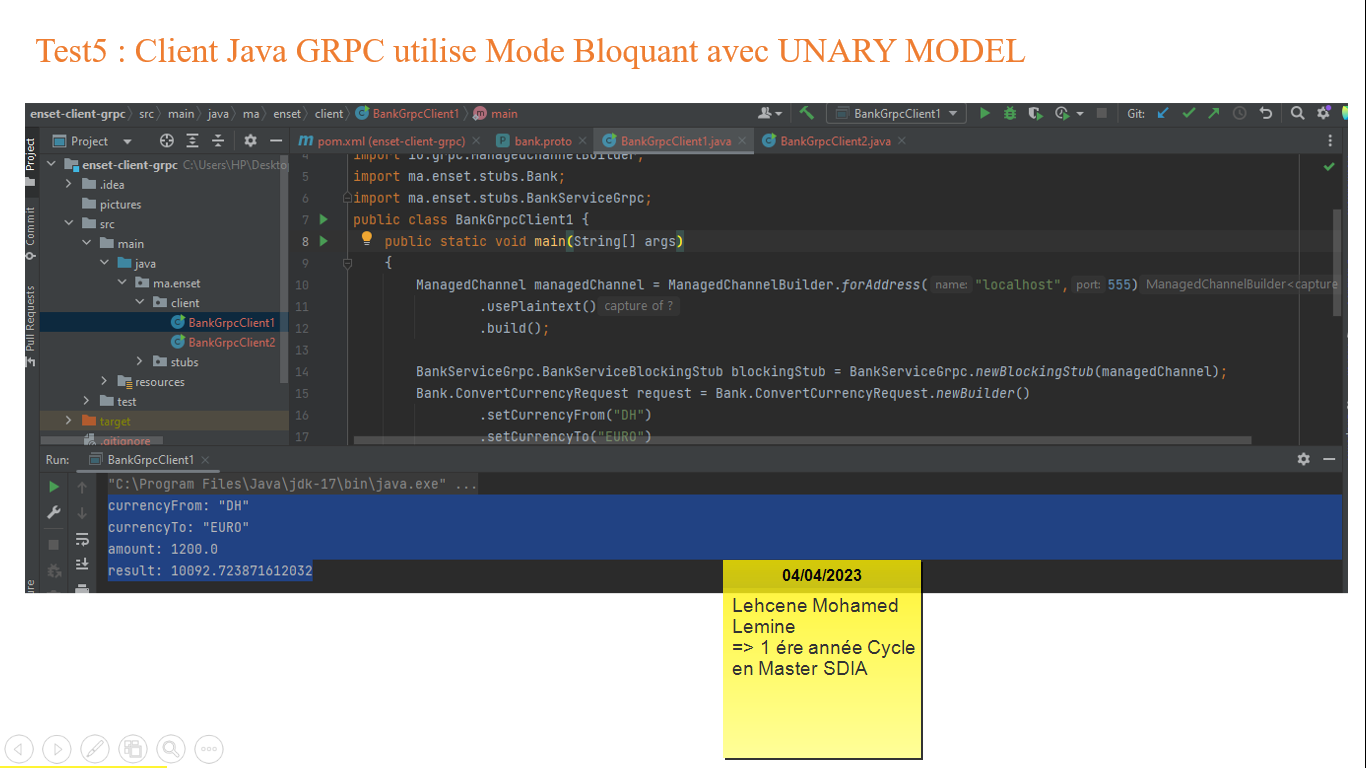 Test5 : Client Java GRPC utilise Mode Bloquant avec UNARY MODEL
enset-client-grpc src main java ma enset client BankGrpcClient1 main BankGrpcClient1 Git:
Project pom.xml (enset-client-grpc) bank.proto BankGrpcClient1.java BankGrpcClient2.java
Project
Commit
Pull Requests
enset-client-grpc C:\Users\HP\Deskto
.idea
pictures
src
main
java
ma.enset
client
BankGrpcClient1
BankGrpcClient2
stubs
resources
test
target
.gitignore
4 import io.grpc.ManagedChannelBuilder;
5 import ma.enset.stubs.Bank;
6 import ma.enset.stubs.BankServiceGrpc;
7 public class BankGrpcClient1 {
8 public static void main(String[] args)
9 {
10 ManagedChannel managedChannel = ManagedChannelBuilder.forAddress( name: "localhost", port: 555) ManagedChannelBuilder<capture
11 .usePlaintext() capture of ?
12 .build();
13
14 BankServiceGrpc.BankServiceBlockingStub blockingStub = BankServiceGrpc.newBlockingStub(managedChannel);
15 Bank.ConvertCurrencyRequest request = Bank.ConvertCurrencyRequest.newBuilder()
16 .setCurrencyFrom("DH")
17 .setCurrencyTo("EURO")
Run: BankGrpcClient1
"C:\Program Files\Java\jdk-17\bin\java.exe" ...
currencyFrom: "DH"
currencyTo: "EURO"
amount: 1200.0
result: 10092.723871612032
04/04/2023
Lehcene Mohamed
Lemine
=> 1 ére année Cycle
en Master SDIA